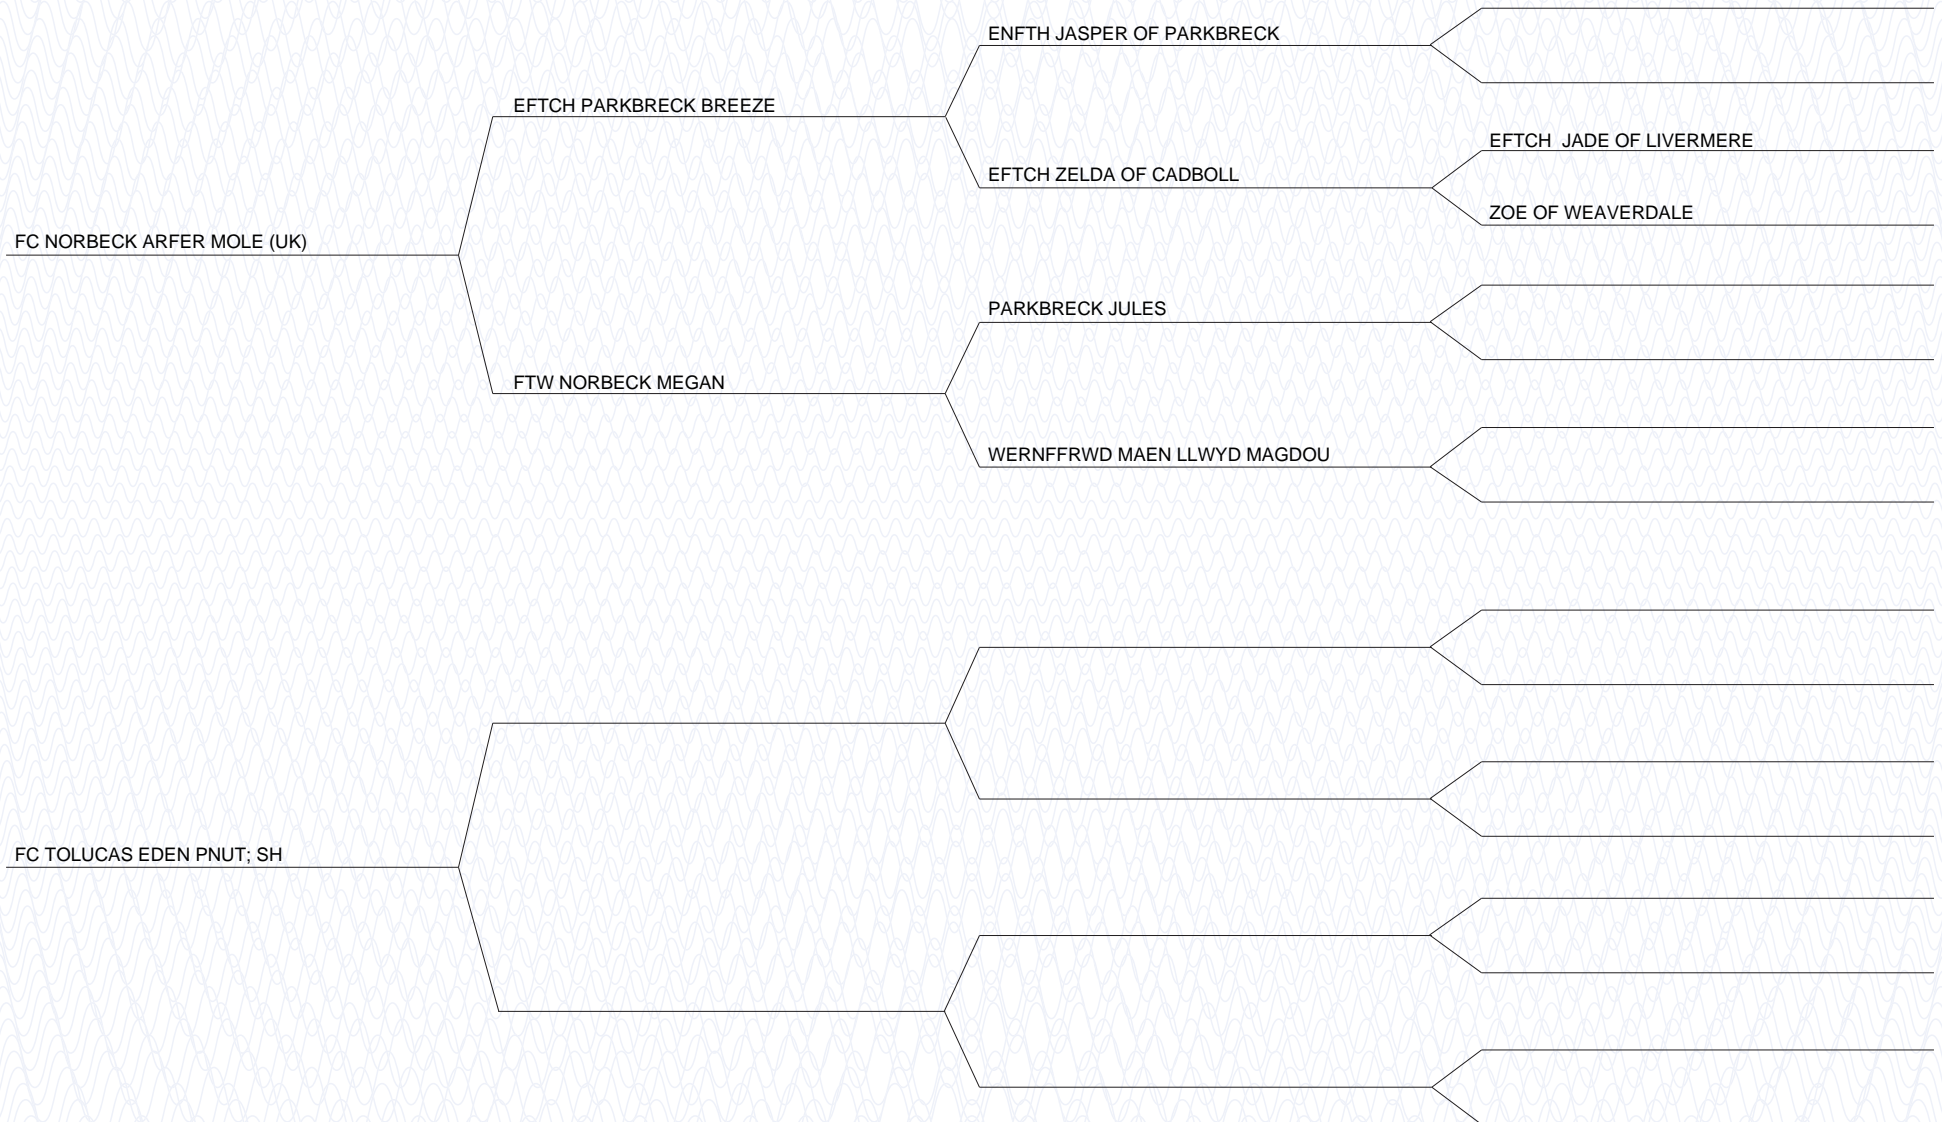 ENFTH JASPER OF PARKBRECK
EFTCH PARKBRECK BREEZE
EFTCH  JADE OF LIVERMERE
EFTCH ZELDA OF CADBOLL
ZOE OF WEAVERDALE
FC NORBECK ARFER MOLE (UK)
PARKBRECK JULES
FTW NORBECK MEGAN
WERNFFRWD MAEN LLWYD MAGDOU
FC TOLUCAS EDEN PNUT; SH